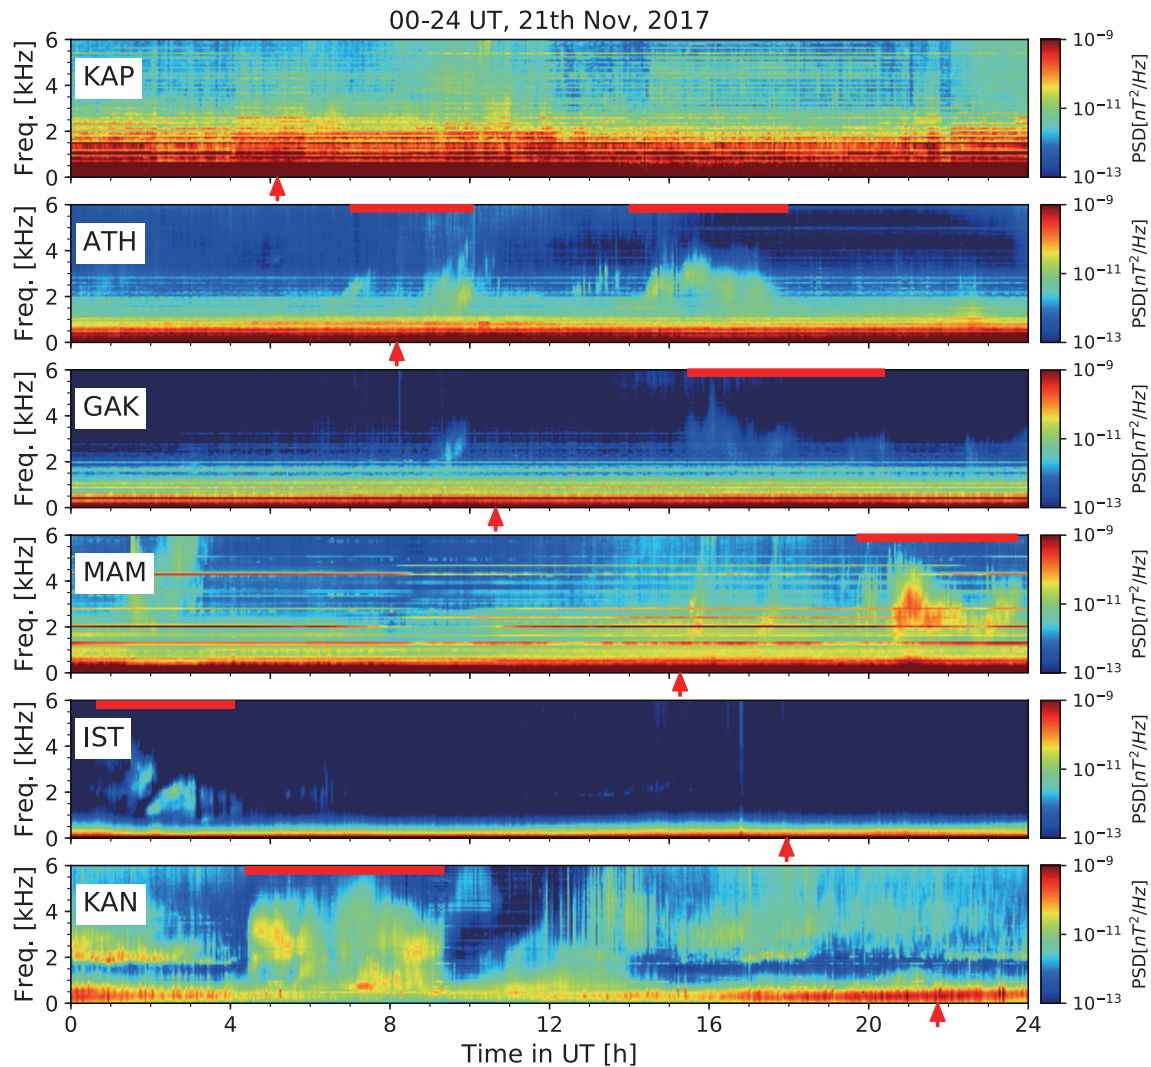 00-24 UT, 21th Nov, 2017
KAP
Freq. [kHz]
6
4
2
0
10⁻⁹
10⁻¹¹
10⁻¹³
PSD[nT²/Hz]
ATH
Freq. [kHz]
6
4
2
0
10⁻⁹
10⁻¹¹
10⁻¹³
PSD[nT²/Hz]
GAK
Freq. [kHz]
6
4
2
0
10⁻⁹
10⁻¹¹
10⁻¹³
PSD[nT²/Hz]
MAM
Freq. [kHz]
6
4
2
0
10⁻⁹
10⁻¹¹
10⁻¹³
PSD[nT²/Hz]
IST
Freq. [kHz]
6
4
2
0
10⁻⁹
10⁻¹¹
10⁻¹³
PSD[nT²/Hz]
KAN
Freq. [kHz]
6
4
2
0
10⁻⁹
10⁻¹¹
10⁻¹³
PSD[nT²/Hz]
0 4 8 12 16 20 24
Time in UT [h]